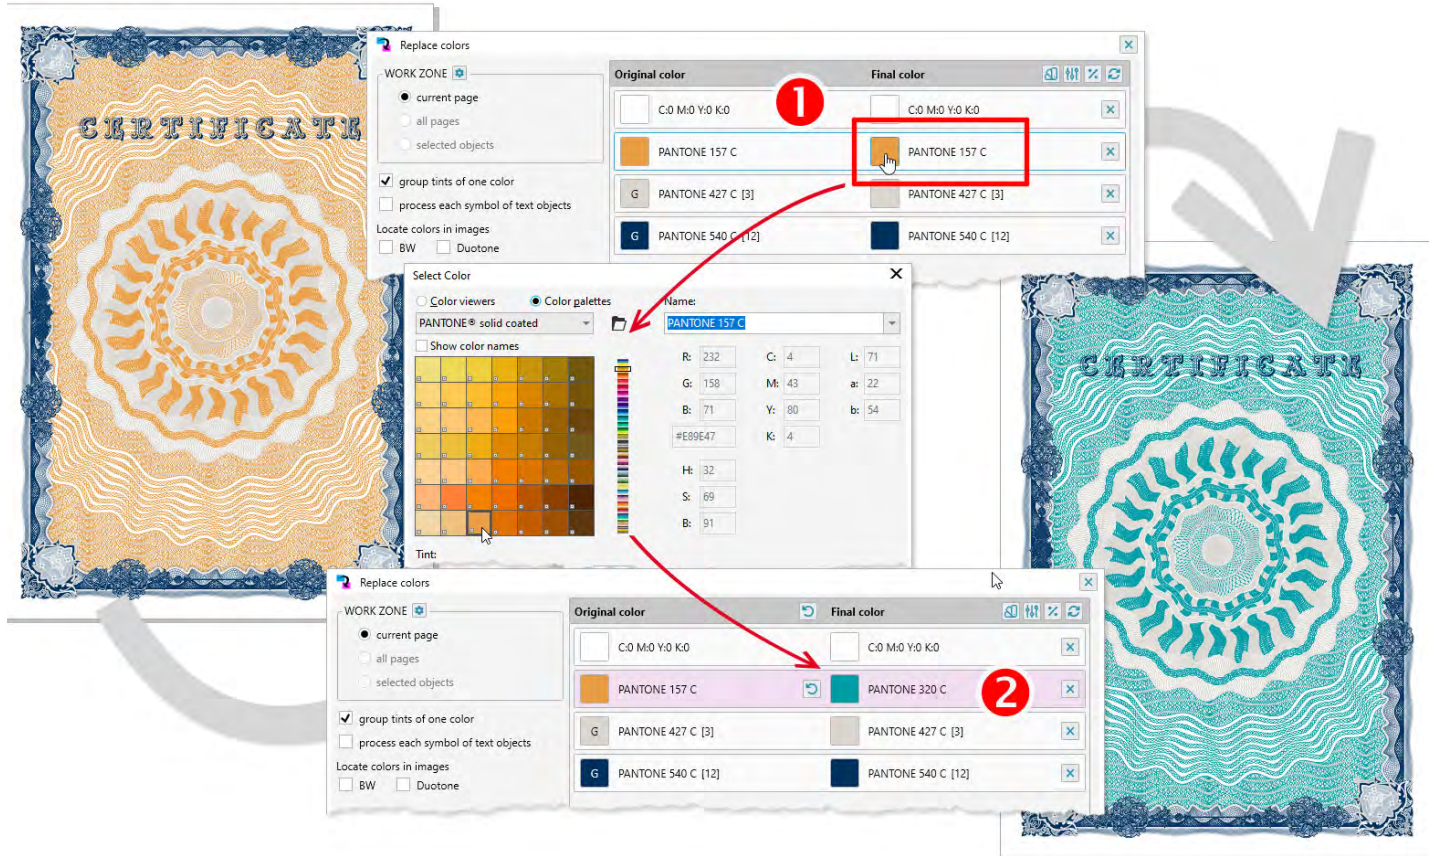 CERTIFICATE
Replace colors
WORK ZONE
current page
all pages
selected objects
group tints of one color
process each symbol of text objects
Locate colors in images
BW Duotone
Original color Final color
1
C:0 M:0 Y:0 K:0 C:0 M:0 Y:0 K:0
PANTONE 157 C PANTONE 157 C
G PANTONE 427 C [3] PANTONE 427 C [3]
G PANTONE 540 C [12] PANTONE 540 C [12]
Select Color
Color viewers Color palettes
PANTONE® solid coated
Show color names
Name:
PANTONE 157 C
R: 232 C: 4 L: 71
G: 158 M: 43 a: 22
B: 71 Y: 80 b: 54
#E89E47 K: 4
H: 32
S: 69
B: 91
Tint:
Replace colors
WORK ZONE
current page
all pages
selected objects
group tints of one color
process each symbol of text objects
Locate colors in images
BW Duotone
Original color Final color
C:0 M:0 Y:0 K:0 C:0 M:0 Y:0 K:0
PANTONE 157 C PANTONE 320 C
2
G PANTONE 427 C [3] PANTONE 427 C [3]
G PANTONE 540 C [12] PANTONE 540 C [12]
CERTIFICATE